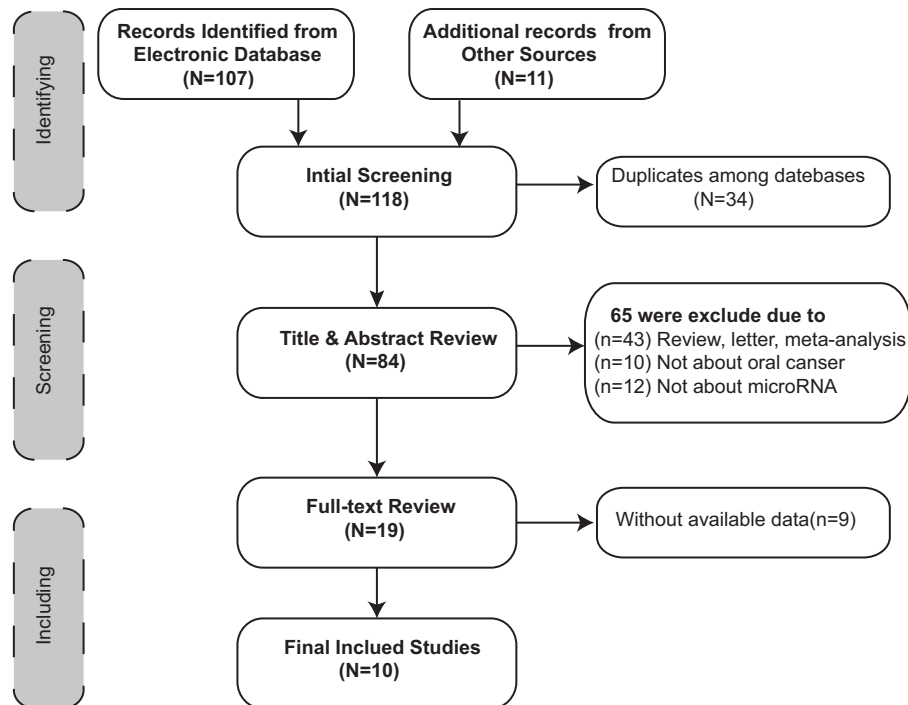 Identifying
Records Identified from
Electronic Database
(N=107)
Additional records from
Other Sources
(N=11)
Intial Screening
(N=118)
Duplicates among datebases
(N=34)
Screening
Title & Abstract Review
(N=84)
65 were exclude due to
(n=43) Review, letter, meta-analysis
(n=10) Not about oral canser
(n=12) Not about microRNA
Including
Full-text Review
(N=19)
Without available data(n=9)
Final Inclued Studies
(N=10)